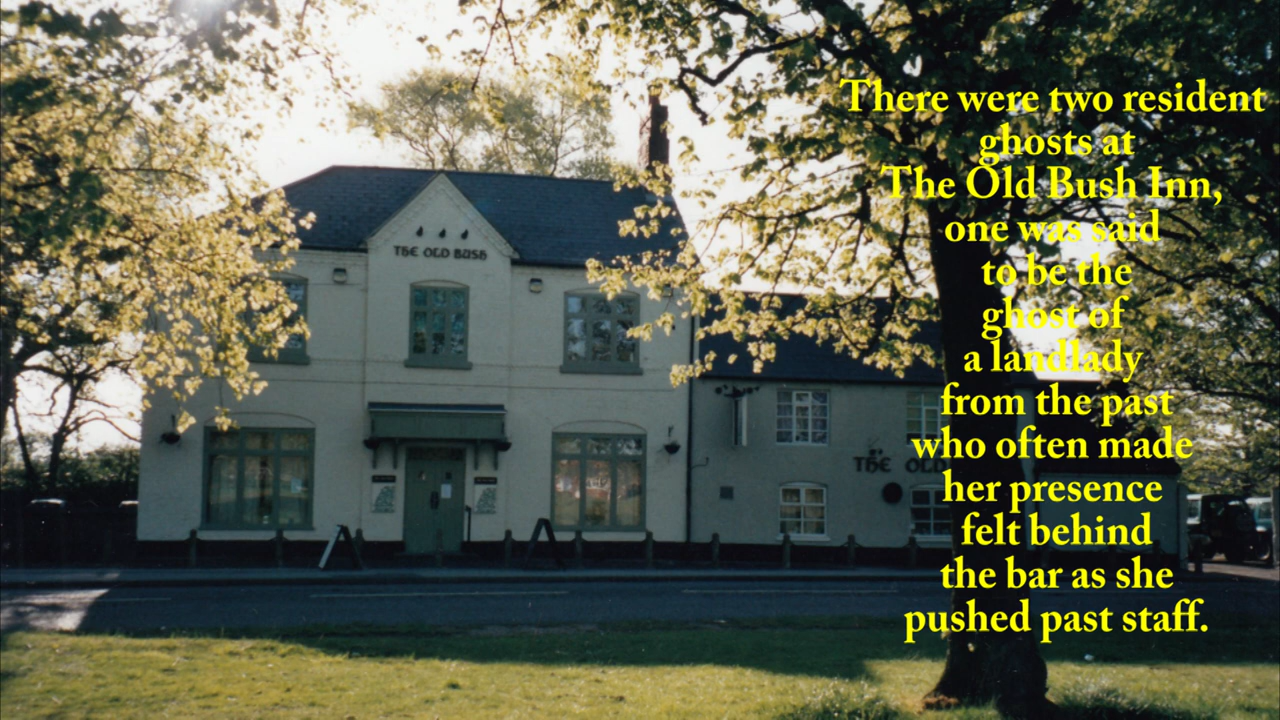 There were two resident
ghosts at
The Old Bush Inn,
one was said
to be the
ghost of
a landlady
from the past
who often made
her presence
felt behind
the bar as she
pushed past staff.
THE OLD BUSH
THE OLD